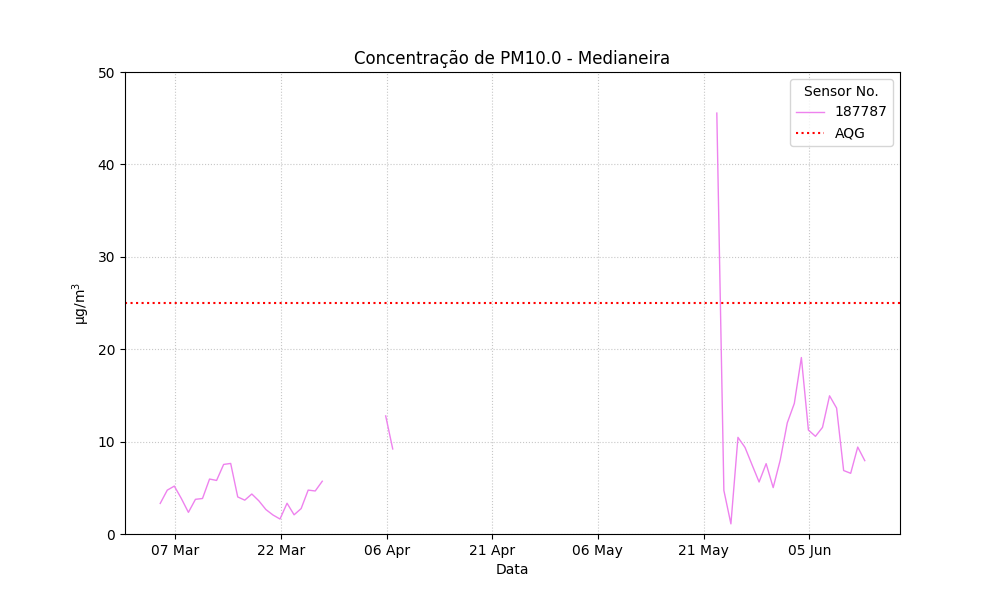 Concentração de PM10.0 - Medianeira
50
40
30
20
10
0
µg/m³
Sensor No.
187787
AQG
07 Mar
22 Mar
06 Apr
21 Apr
06 May
21 May
05 Jun
Data